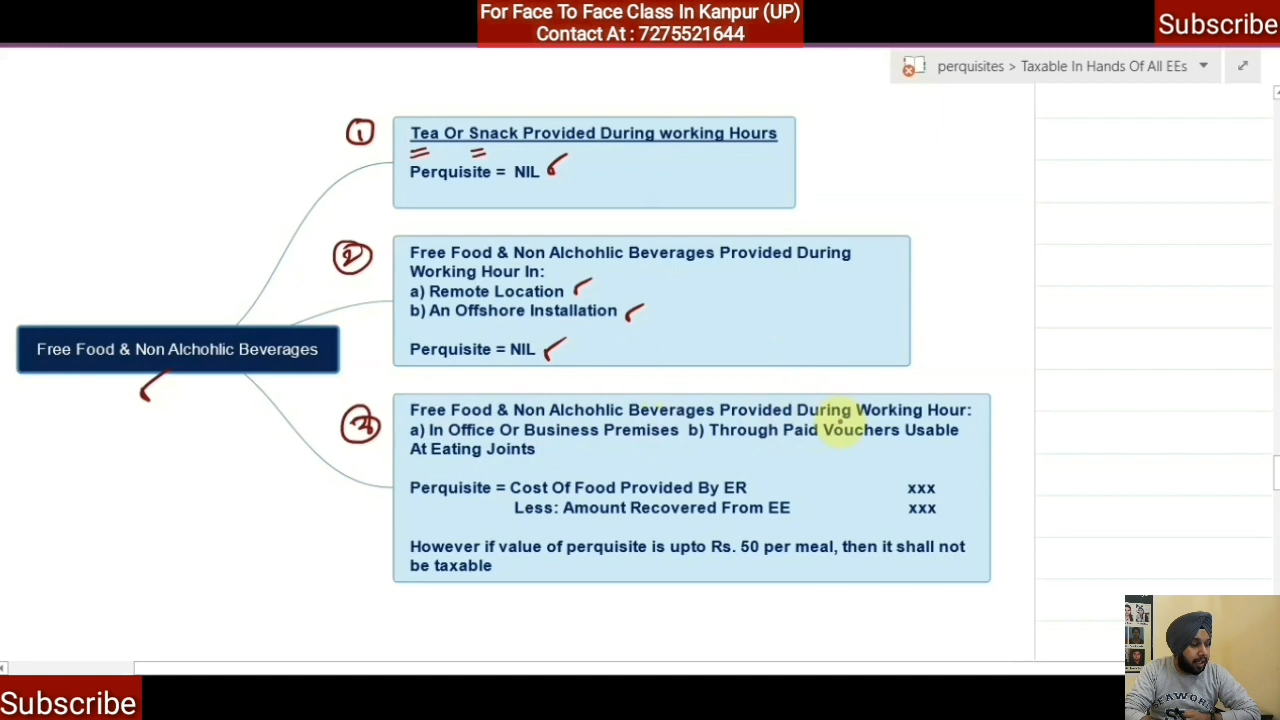 For Face To Face Class In Kanpur (UP)
Contact At : 7275521644
Subscribe
perquisites > Taxable In Hands Of All EEs
1
Tea Or Snack Provided During working Hours
Perquisite = NIL
2
Free Food & Non Alchohlic Beverages Provided During
Working Hour In:
a) Remote Location
b) An Offshore Installation
Perquisite = NIL
Free Food & Non Alchohlic Beverages
3
Free Food & Non Alchohlic Beverages Provided During Working Hour:
a) In Office Or Business Premises b) Through Paid Vouchers Usable
At Eating Joints
Perquisite = Cost Of Food Provided By ER xxx
Less: Amount Recovered From EE xxx
However if value of perquisite is upto Rs. 50 per meal, then it shall not
be taxable
Subscribe